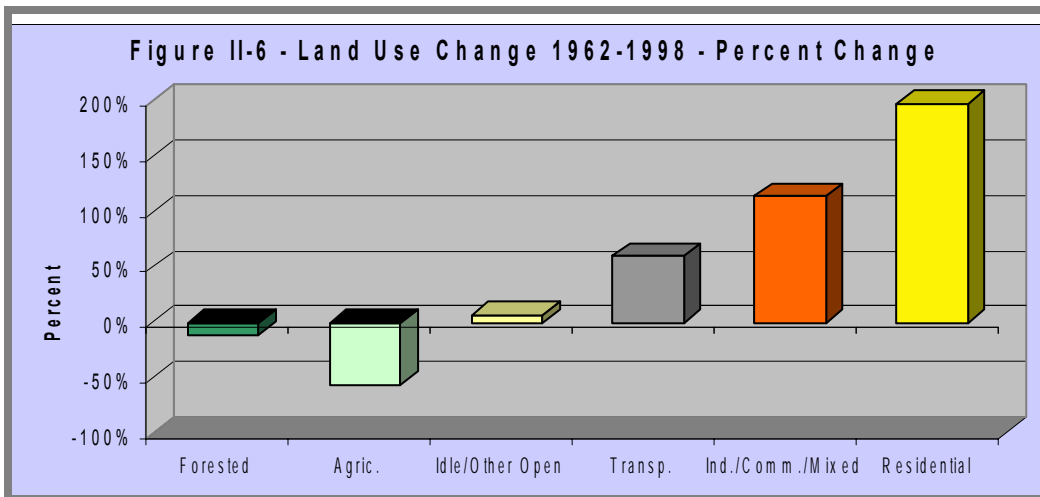 Figure II-6 - Land Use Change 1962-1998 - Percent Change
200%
150%
100%
50%
0%
-50%
-100%
Percent
Forested Agric. Idle/Other Open Transp. Ind./Comm./Mixed Residential